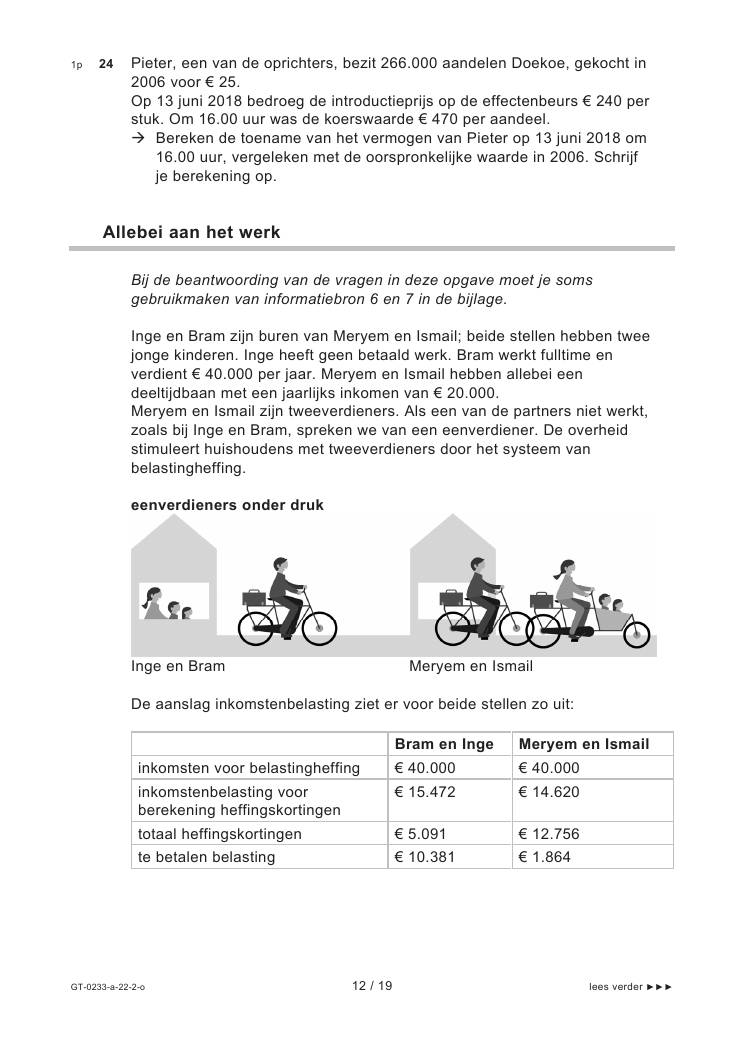 1p 24 Pieter, een van de oprichters, bezit 266.000 aandelen Doekoe, gekocht in
2006 voor € 25.
Op 13 juni 2018 bedroeg de introductieprijs op de effectenbeurs € 240 per
stuk. Om 16.00 uur was de koerswaarde € 470 per aandeel.
→ Bereken de toename van het vermogen van Pieter op 13 juni 2018 om
16.00 uur, vergeleken met de oorspronkelijke waarde in 2006. Schrijf
je berekening op.
Allebei aan het werk
Bij de beantwoording van de vragen in deze opgave moet je soms
gebruikmaken van informatiebron 6 en 7 in de bijlage.
Inge en Bram zijn buren van Meryem en Ismail; beide stellen hebben twee
jonge kinderen. Inge heeft geen betaald werk. Bram werkt fulltime en
verdient € 40.000 per jaar. Meryem en Ismail hebben allebei een
deeltijdbaan met een jaarlijks inkomen van € 20.000.
Meryem en Ismail zijn tweeverdieners. Als een van de partners niet werkt,
zoals bij Inge en Bram, spreken we van een eenverdiener. De overheid
stimuleert huishoudens met tweeverdieners door het systeem van
belastingheffing.
eenverdieners onder druk
Inge en Bram Meryem en Ismail
De aanslag inkomstenbelasting ziet er voor beide stellen zo uit:
Bram en Inge Meryem en Ismail
inkomsten voor belastingheffing € 40.000 € 40.000
inkomstenbelasting voor € 15.472 € 14.620
berekening heffingskortingen
totaal heffingskortingen € 5.091 € 12.756
te betalen belasting € 10.381 € 1.864
GT-0233-a-22-2-o 12 / 19 lees verder ►►►